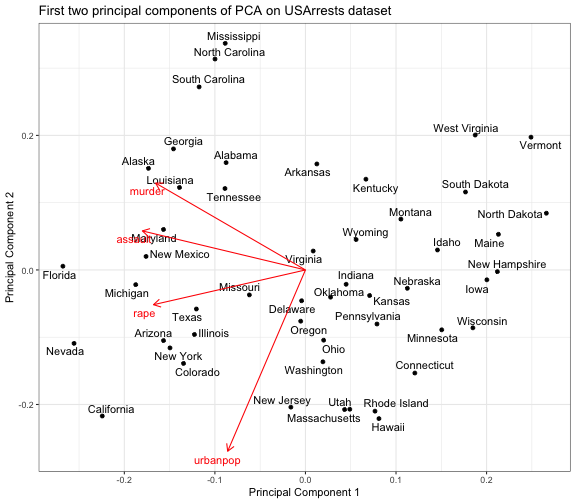 First two principal components of PCA on USArrests dataset
Mississippi
North Carolina
South Carolina
West Virginia
Vermont
Georgia
Alabama
Alaska
Arkansas
Louisiana
murder
Tennessee
Kentucky
South Dakota
Montana
North Dakota
Wyoming
assault
Maryland
Idaho
Maine
New Mexico
Virginia
New Hampshire
Florida
Indiana
Nebraska
Iowa
Michigan
Missouri
Oklahoma
Kansas
Delaware
rape
Texas
Pennsylvania
Wisconsin
Arizona
Illinois
Oregon
Minnesota
Nevada
New York
Ohio
Colorado
Washington
Connecticut
California
New Jersey
Utah
Rhode Island
Massachusetts
Hawaii
urbanpop
0.2
0.0
-0.2
-0.2
-0.1
0.0
0.1
0.2
Principal Component 1
Principal Component 2